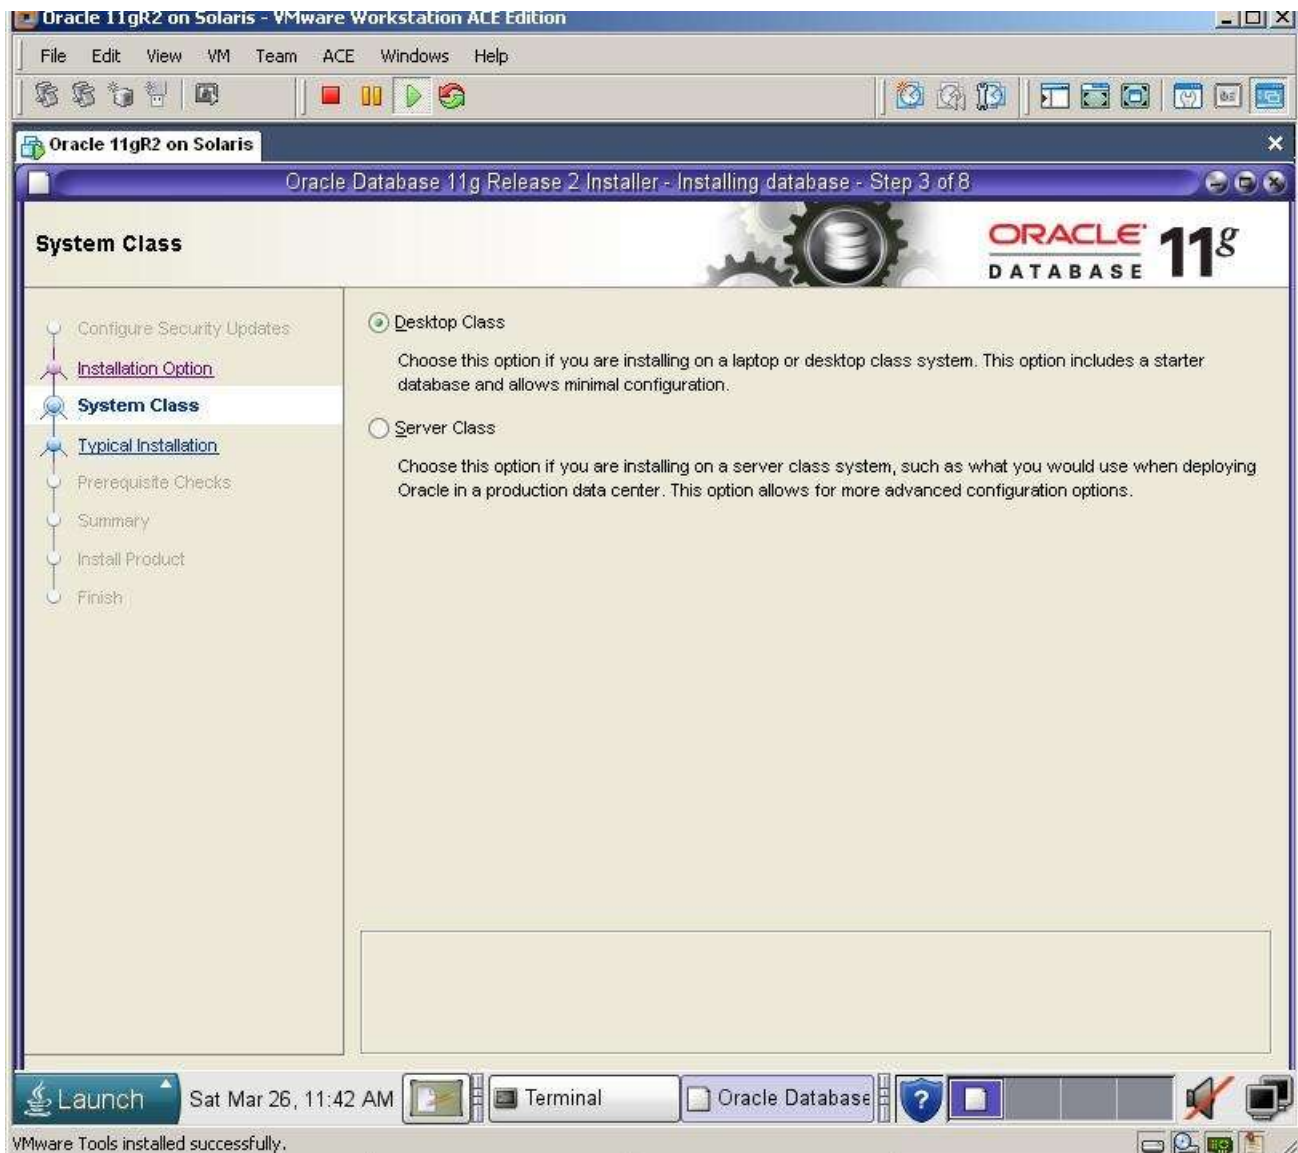 Oracle 11gR2 on Solaris - VMware Workstation ACE Edition
File Edit View VM Team ACE Windows Help
Oracle 11gR2 on Solaris
Oracle Database 11g Release 2 Installer - Installing database - Step 3 of 8
System Class
ORACLE
DATABASE
11g
Configure Security Updates
Installation Option
System Class
Typical Installation
Prerequisite Checks
Summary
Install Product
Finish
Desktop Class
Choose this option if you are installing on a laptop or desktop class system. This option includes a starter
database and allows minimal configuration.
Server Class
Choose this option if you are installing on a server class system, such as what you would use when deploying
Oracle in a production data center. This option allows for more advanced configuration options.
Launch Sat Mar 26, 11:42 AM Terminal Oracle Database
VMware Tools installed successfully.